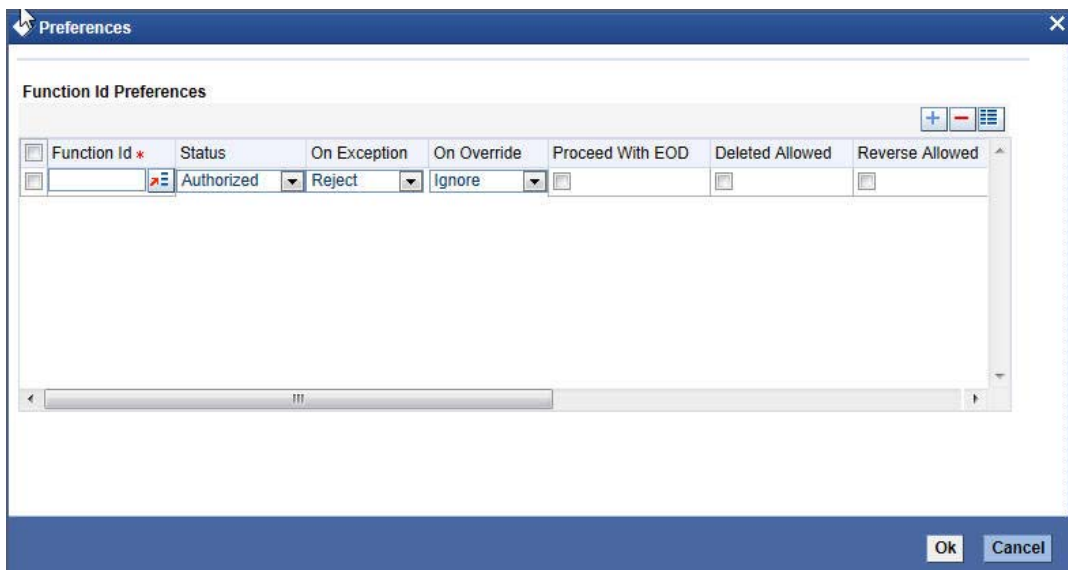 Preferences
Function Id Preferences
Function Id * Status On Exception On Override Proceed With EOD Deleted Allowed Reverse Allowed
Authorized Reject Ignore
Ok Cancel